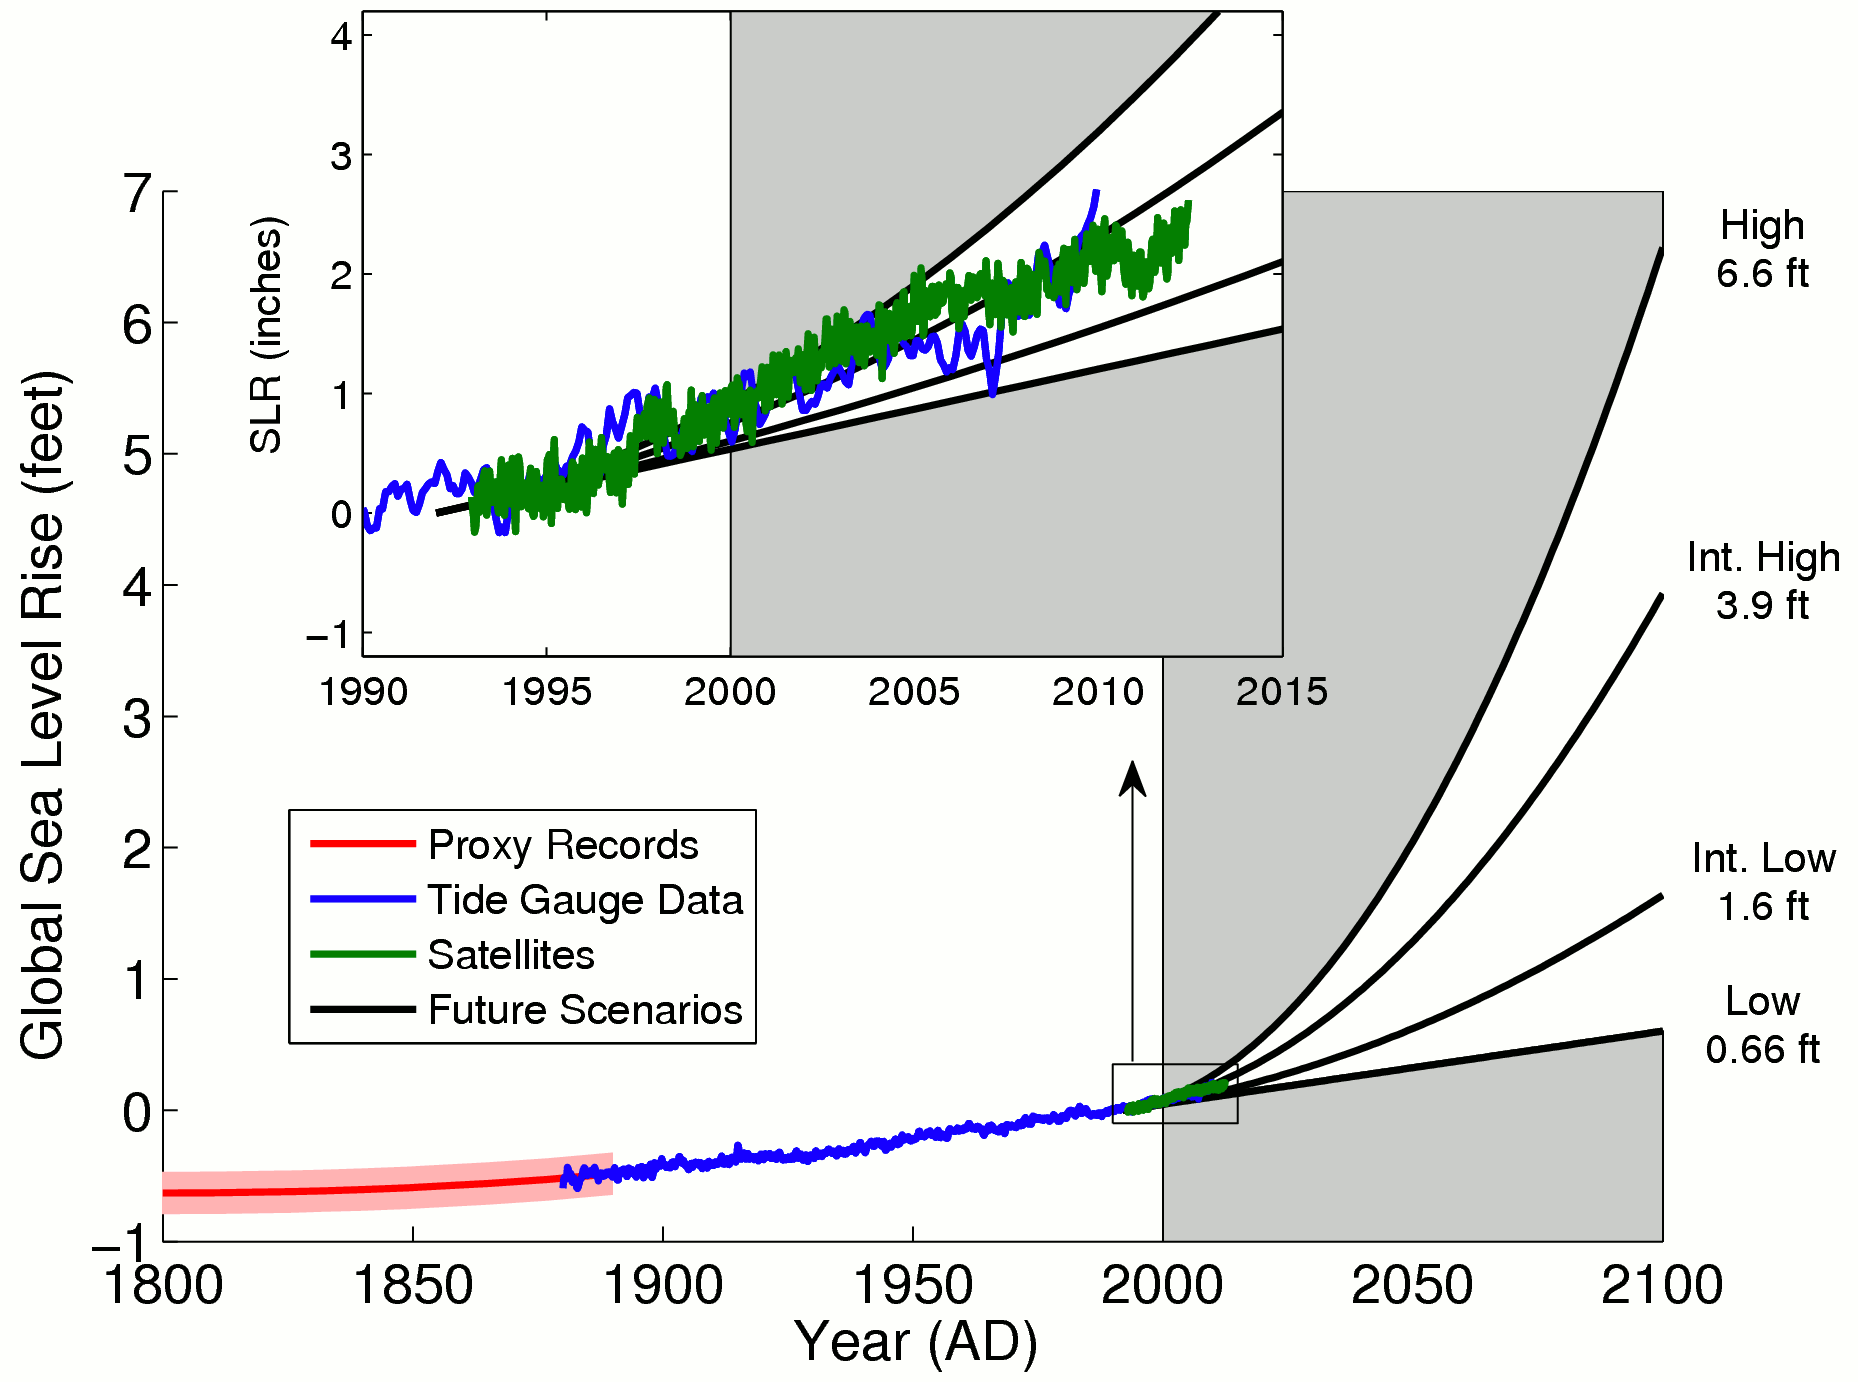 4
3
2
1
0
−1
SLR (inches)
1990 1995 2000 2005 2010 2015
7
6
5
4
3
2
1
0
−1
Global Sea Level Rise (feet)
High
6.6 ft
Int. High
3.9 ft
Int. Low
1.6 ft
Low
0.66 ft
Proxy Records
Tide Gauge Data
Satellites
Future Scenarios
1800 1850 1900 1950 2000 2050 2100
Year (AD)